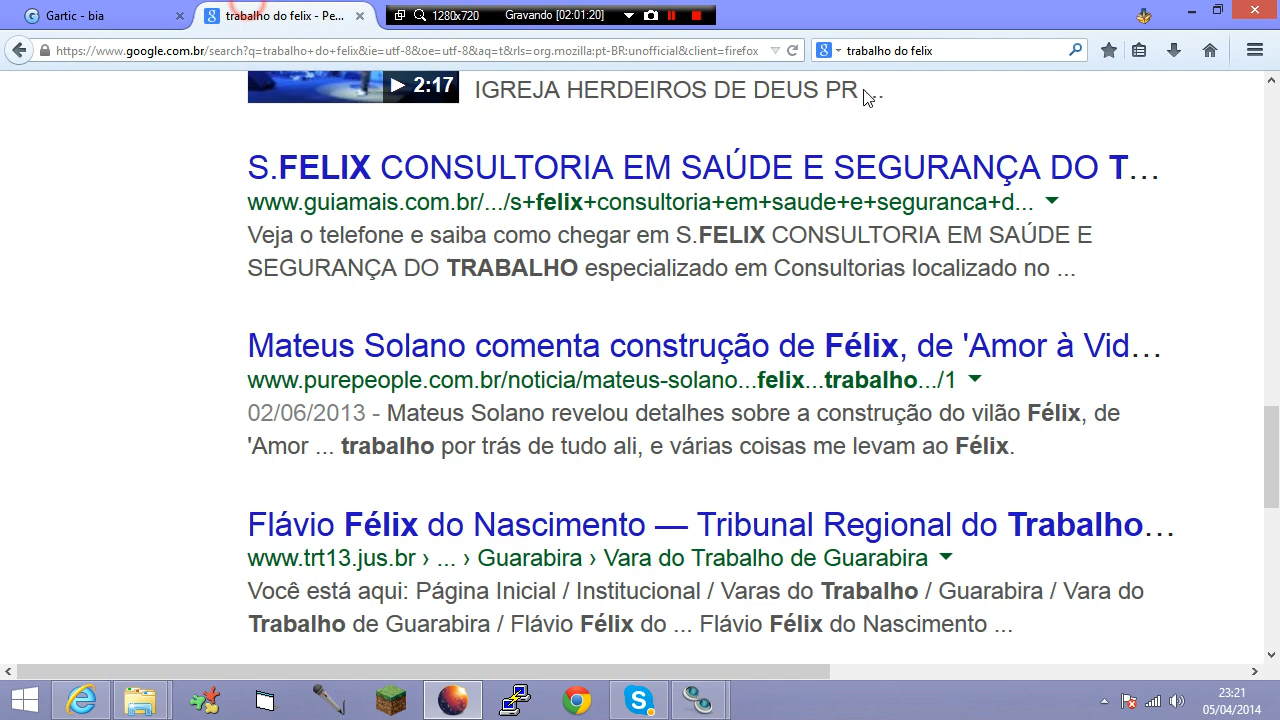 Gartic - bia
trabalho do felix - Pe...
1280x720
Gravando [02:01:20]
https://www.google.com.br/search?q=trabalho+do+felix&ie=utf-8&oe=utf-8&aq=t&rls=org.mozilla:pt-BR:unofficial&client=firefox
trabalho do felix
2:17
IGREJA HERDEIROS DE DEUS PR ...
S.FELIX CONSULTORIA EM SAÚDE E SEGURANÇA DO T...
www.guiamais.com.br/.../s+felix+consultoria+em+saude+e+seguranca+d...
Veja o telefone e saiba como chegar em S.FELIX CONSULTORIA EM SAÚDE E
SEGURANÇA DO TRABALHO especializado em Consultorias localizado no ...
Mateus Solano comenta construção de Félix, de 'Amor à Vid...
www.purepeople.com.br/noticia/mateus-solano...felix...trabalho.../1
02/06/2013 - Mateus Solano revelou detalhes sobre a construção do vilão Félix, de
'Amor ... trabalho por trás de tudo ali, e várias coisas me levam ao Félix.
Flávio Félix do Nascimento — Tribunal Regional do Trabalho...
www.trt13.jus.br › ... › Guarabira › Vara do Trabalho de Guarabira
Você está aqui: Página Inicial / Institucional / Varas do Trabalho / Guarabira / Vara do
Trabalho de Guarabira / Flávio Félix do ... Flávio Félix do Nascimento ...
23:21
05/04/2014